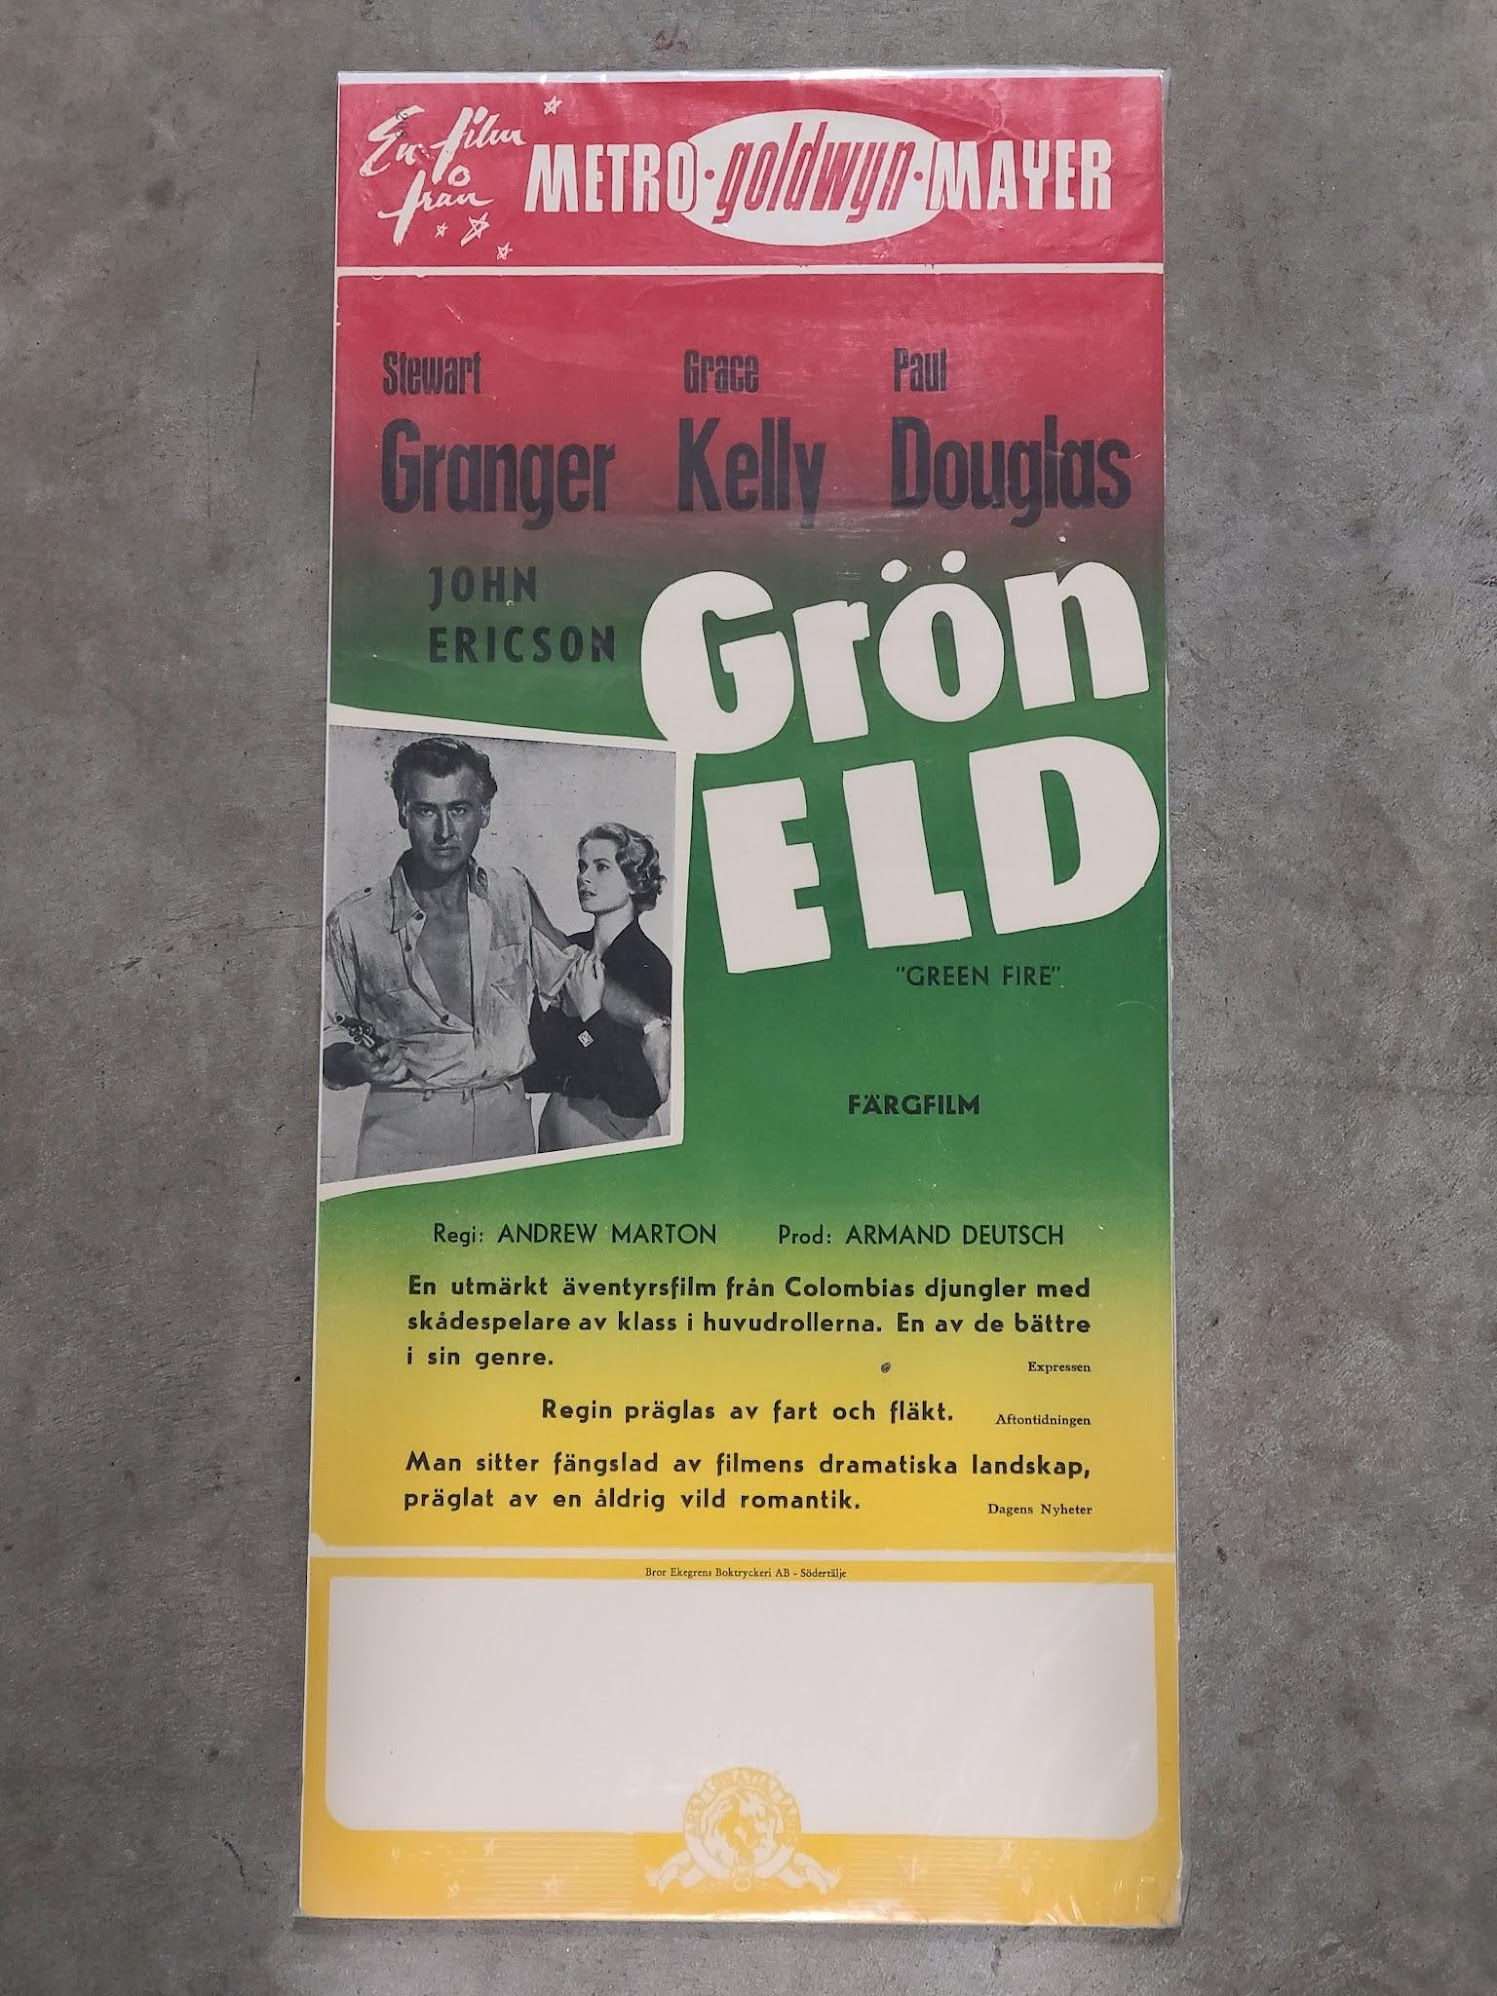 En film från
METRO·goldwyn·MAYER
Stewart Grace Paul
Granger Kelly Douglas
JOHN
ERICSON
Grön
ELD
"GREEN FIRE"
FÄRGFILM
Regi: ANDREW MARTON Prod: ARMAND DEUTSCH
En utmärkt äventyrsfilm från Colombias djungler med
skådespelare av klass i huvudrollerna. En av de bättre
i sin genre.
Expressen
Regin präglas av fart och fläkt. Aftontidningen
Man sitter fängslad av filmens dramatiska landskap,
präglat av en åldrig vild romantik.
Dagens Nyheter
Bror Ekegrens Boktryckeri AB - Södertälje